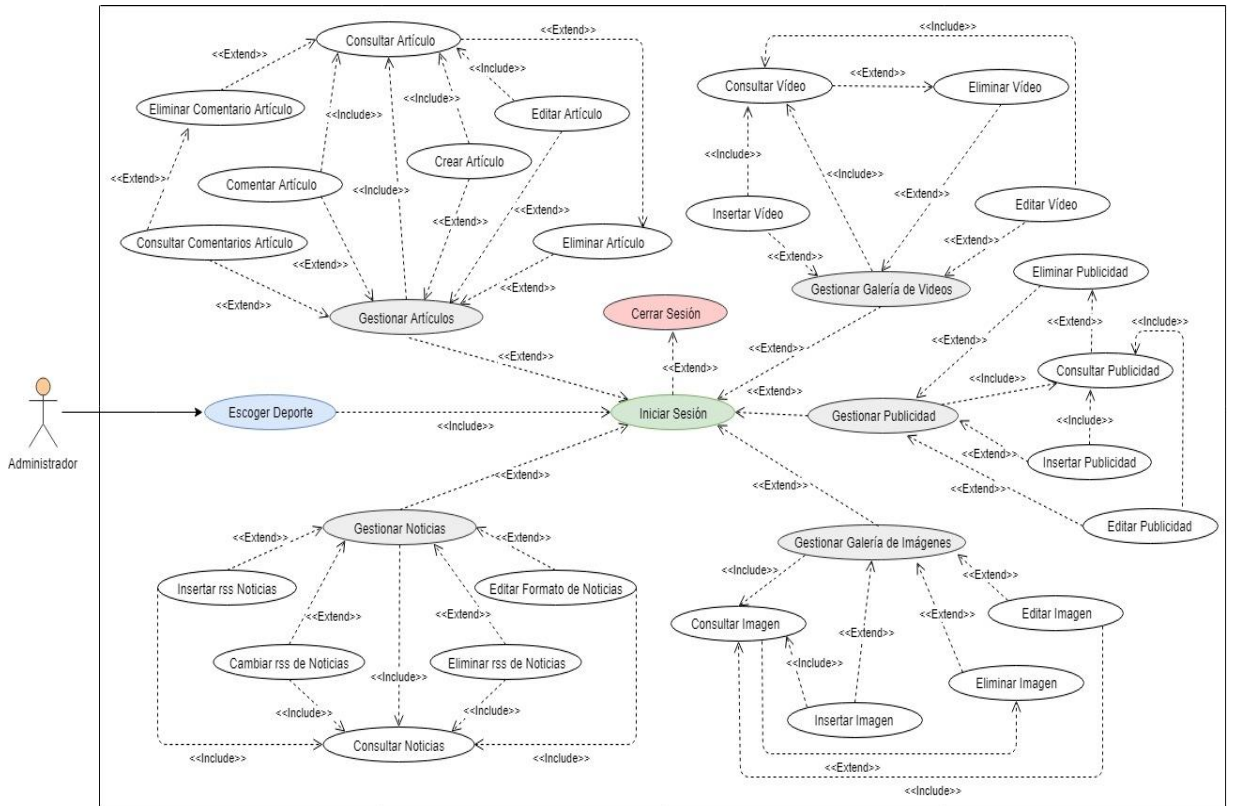 <<Extend>>
<<Include>>
Consultar Artículo
<<Extend>>
<<Include>>
Consultar Vídeo
<<Extend>>
Eliminar Vídeo
Eliminar Comentario Artículo
<<Include>>
<<Include>>
Editar Artículo
<<Include>>
Crear Artículo
<<Extend>>
Comentar Artículo
<<Include>>
<<Extend>>
<<Include>>
<<Include>>
<<Extend>>
Insertar Vídeo
Editar Vídeo
Consultar Comentarios Artículo
<<Extend>>
Eliminar Artículo
<<Extend>>
<<Extend>>
<<Extend>>
<<Extend>>
<<Extend>>
<<Extend>>
Eliminar Publicidad
Gestionar Artículos
Cerrar Sesión
Gestionar Galería de Videos
<<Extend>>
<<Include>>
<<Extend>>
<<Extend>>
<<Extend>>
<<Extend>>
Consultar Publicidad
<<Extend>>
<<Include>>
Administrador
Escoger Deporte
<<Include>>
Iniciar Sesión
Gestionar Publicidad
<<Include>>
<<Extend>>
Insertar Publicidad
<<Extend>>
<<Extend>>
<<Extend>>
Editar Publicidad
Gestionar Noticias
Gestionar Galería de Imágenes
<<Extend>>
<<Extend>>
<<Include>>
<<Extend>>
Insertar rss Noticias
Editar Formato de Noticias
<<Extend>>
<<Extend>>
<<Extend>>
Consultar Imagen
Editar Imagen
<<Extend>>
Cambiar rss de Noticias
Eliminar rss de Noticias
<<Include>>
<<Include>>
Eliminar Imagen
<<Include>>
<<Include>>
Insertar Imagen
Consultar Noticias
<<Include>>
<<Include>>
<<Extend>>
<<Include>>